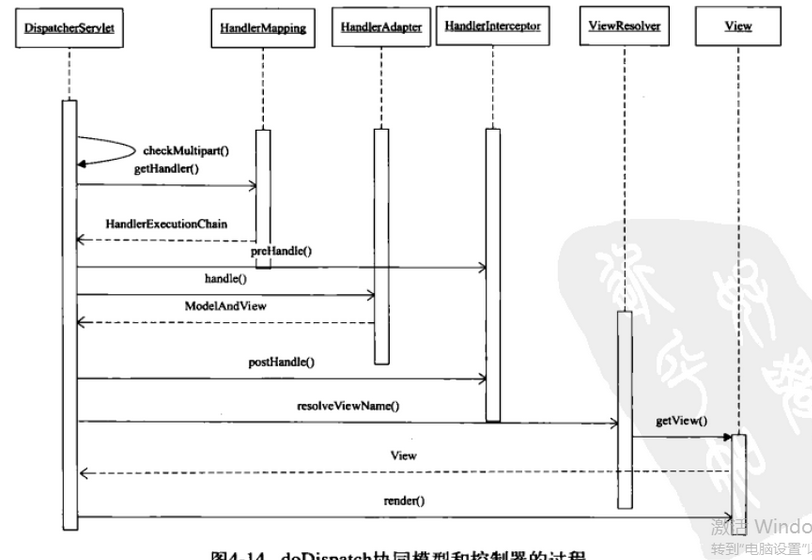 DispatcherServlet
HandlerMapping
HandlerAdapter
HandlerInterceptor
ViewResolver
View
checkMultipart()
getHandler()
HandlerExecutionChain
preHandle()
handle()
ModelAndView
postHandle()
resolveViewName()
getView()
View
render()
激活 Windo
转到"电脑设置"以
图4-14 doDispatch协同模型和控制器的过程